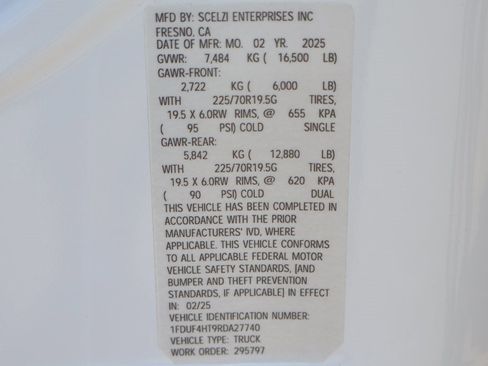 MFD BY: SCELZI ENTERPRISES INC
FRESNO, CA
DATE OF MFR: MO. 02 YR. 2025
GVWR: 7,484 KG ( 16,500 LB)
GAWR-FRONT:
2,722 KG ( 6,000 LB)
WITH 225/70R19.5G TIRES,
19.5 X 6.0RW RIMS, @ 655 KPA
( 95 PSI) COLD SINGLE
GAWR-REAR:
5,842 KG ( 12,880 LB)
WITH 225/70R19.5G TIRES,
19.5 X 6.0RW RIMS, @ 620 KPA
( 90 PSI) COLD DUAL
THIS VEHICLE HAS BEEN COMPLETED IN
ACCORDANCE WITH THE PRIOR
MANUFACTURERS' IVD, WHERE
APPLICABLE. THIS VEHICLE CONFORMS
TO ALL APPLICABLE FEDERAL MOTOR
VEHICLE SAFETY STANDARDS, [AND
BUMPER AND THEFT PREVENTION
STANDARDS, IF APPLICABLE] IN EFFECT
IN: 02/25
VEHICLE IDENTIFICATION NUMBER:
1FDUF4HT9RDA27740
VEHICLE TYPE: TRUCK
WORK ORDER: 295797